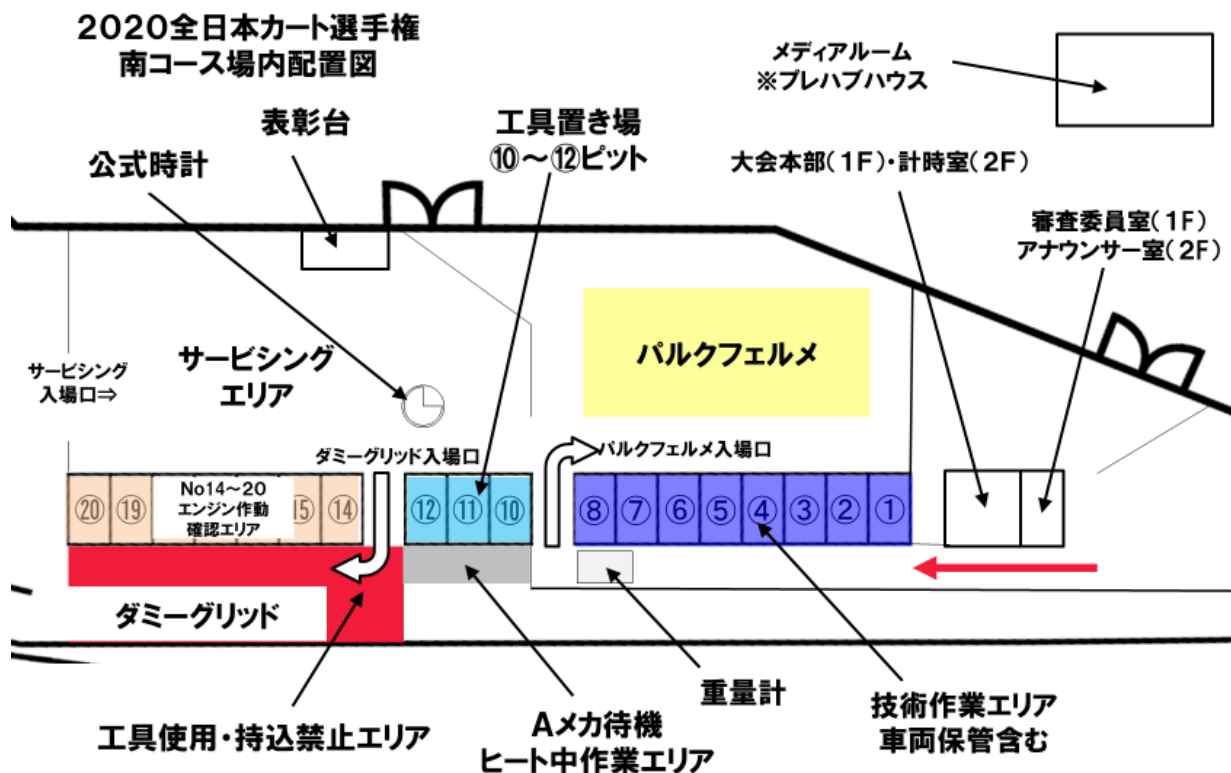 2020全日本カート選手権
南コース場内配置図
メディアルーム
※プレハブハウス
表彰台
工具置き場
⑩～⑫ピット
公式時計
大会本部(1F)・計時室(2F)
審査委員室(1F)
アナウンサー室(2F)
サービシング
エリア
パルクフェルメ
サービシング
入場口⇒
ダミーグリッド入場口
パルクフェルメ入場口
⑳
⑲
No14～20
エンジン作動
確認エリア
⑮
⑭
⑫
⑪
⑩
⑧
⑦
⑥
⑤
④
③
②
①
ダミーグリッド
重量計
工具使用・持込禁止エリア
Aメカ待機
ヒート中作業エリア
技術作業エリア
車両保管含む